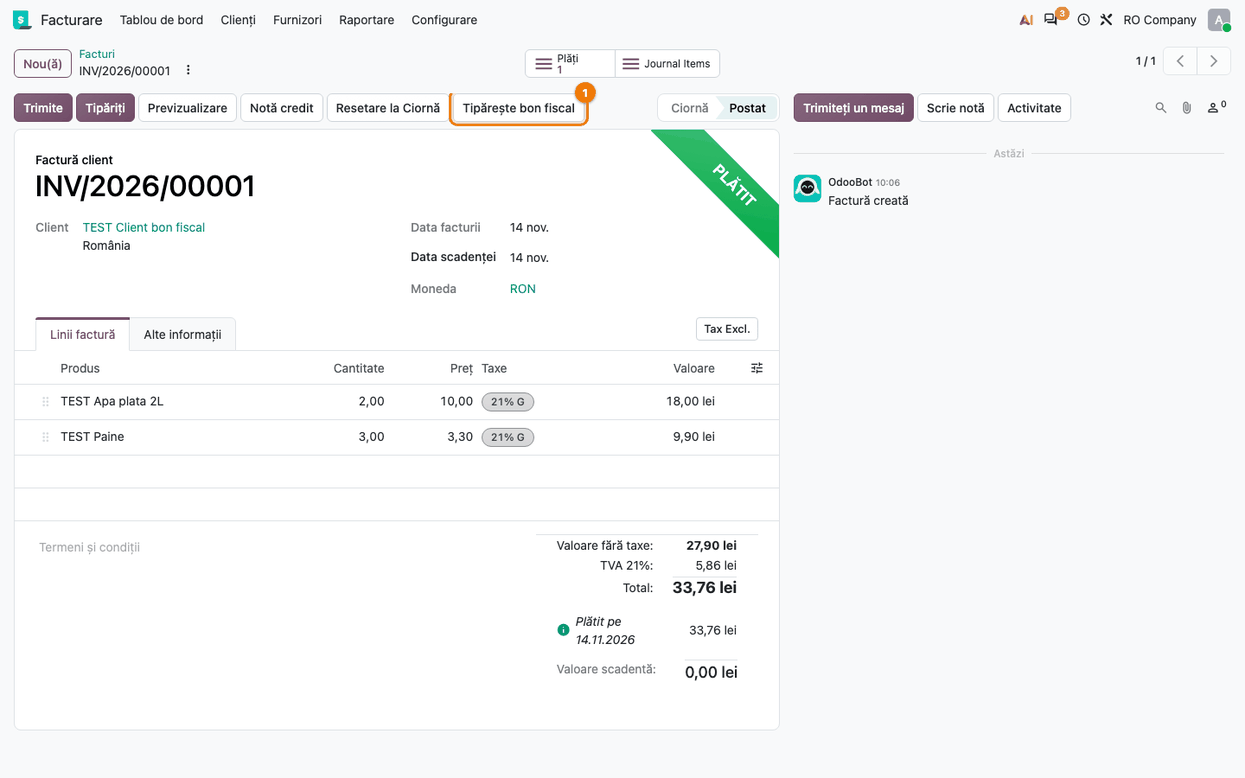 Facturare Tablou de bord Clienți Furnizori Raportare Configurare
AI 3 RO Company A
Nou(ă) Facturi
INV/2026/00001
Plăți
1
Journal Items
1 / 1
Trimite Tipăriți Previzualizare Notă credit Resetare la Ciornă Tipărește bon fiscal 1 Ciornă Postat
Trimiteți un mesaj Scrie notă Activitate 0
Factură client
INV/2026/00001
PLĂTIT
Client TEST Client bon fiscal
România
Data facturii 14 nov.
Data scadenței 14 nov.
Moneda RON
Linii factură Alte informații Tax Excl.
Produs Cantitate Preț Taxe Valoare
TEST Apa plata 2L 2,00 10,00 21% G 18,00 lei
TEST Paine 3,00 3,30 21% G 9,90 lei
Termeni și condiții
Valoare fără taxe: 27,90 lei
TVA 21%: 5,86 lei
Total: 33,76 lei
Plătit pe
14.11.2026
33,76 lei
Valoare scadentă: 0,00 lei
Astăzi
OdooBot 10:06
Factură creată